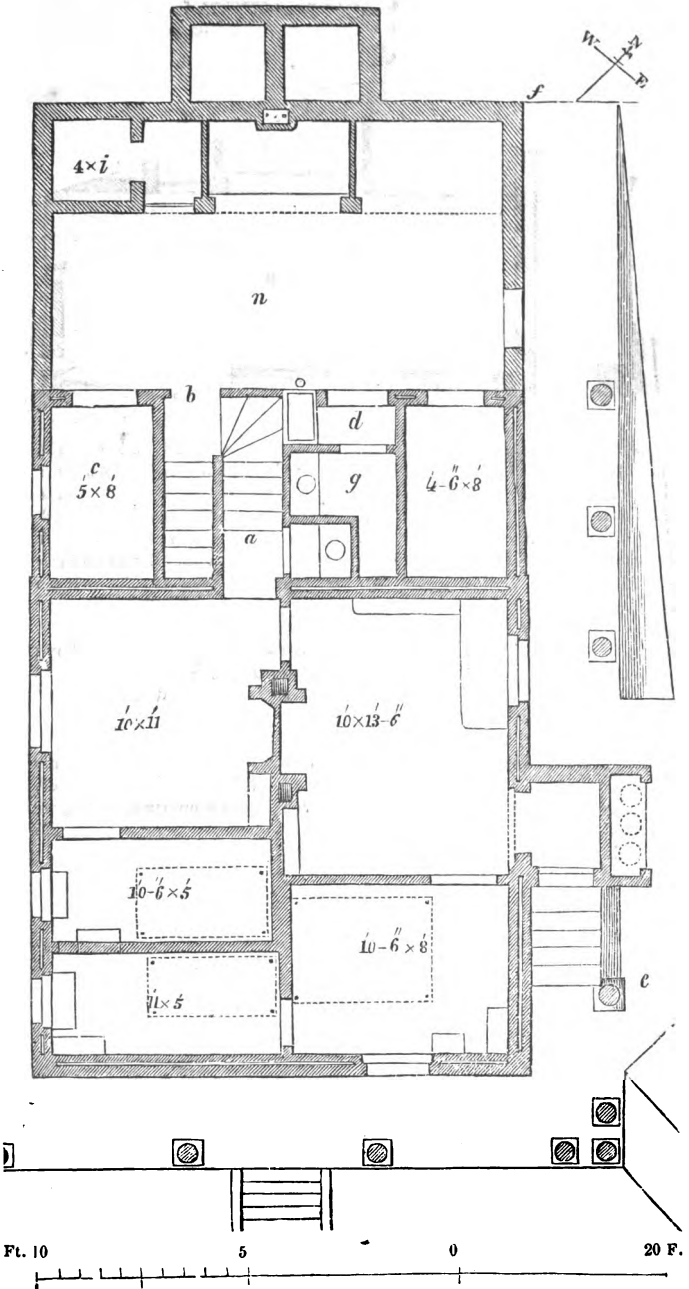 W N
E
f
4 × i
n
b
d
c
5́ × 8́
g
4́-6̋ × 8́
a
10́ × 11́
10́ × 13́-6̋
10́-6̋ × 5́
10́-6̋ × 8́
11́ × 5́
e
Ft. 10 5 0 20 F.